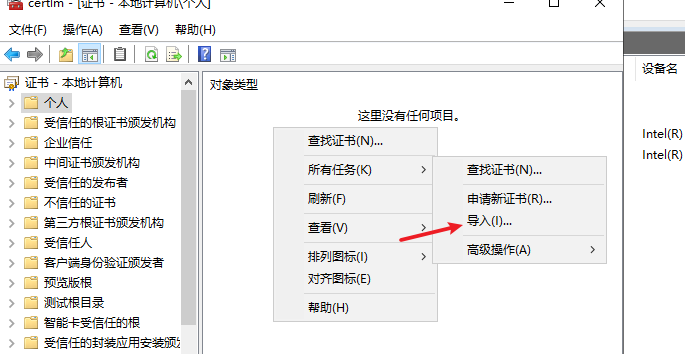 certlm - [证书 - 本地计算机\个人]
文件(F) 操作(A) 查看(V) 帮助(H)
证书 - 本地计算机
个人
受信任的根证书颁发机构
企业信任
中间证书颁发机构
受信任的发布者
不信任的证书
第三方根证书颁发机构
受信任人
客户端身份验证颁发者
预览版根
测试根目录
智能卡受信任的根
受信任的封装应用安装颁发
对象类型
这里没有任何项目。
查找证书(N)...
所有任务(K)
刷新(F)
查看(V)
排列图标(I)
对齐图标(E)
帮助(H)
查找证书(N)...
申请新证书(R)...
导入(I)...
高级操作(A)
设备名
Intel(R)
Intel(R)